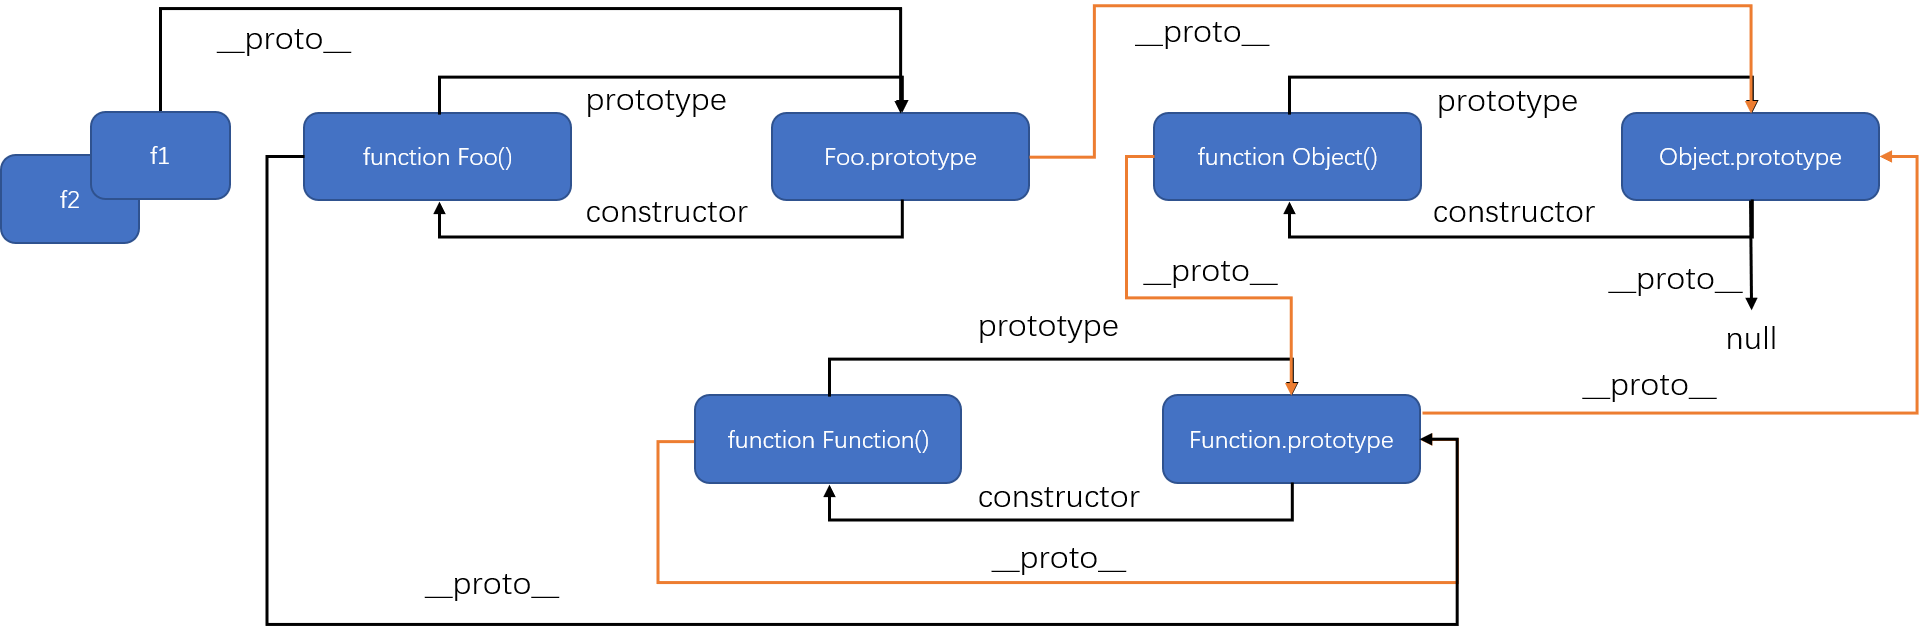 __proto__
__proto__
prototype
prototype
f1
function Foo()
Foo.prototype
function Object()
Object.prototype
f2
constructor
constructor
__proto__
__proto__
prototype
null
__proto__
function Function()
Function.prototype
constructor
__proto__
__proto__